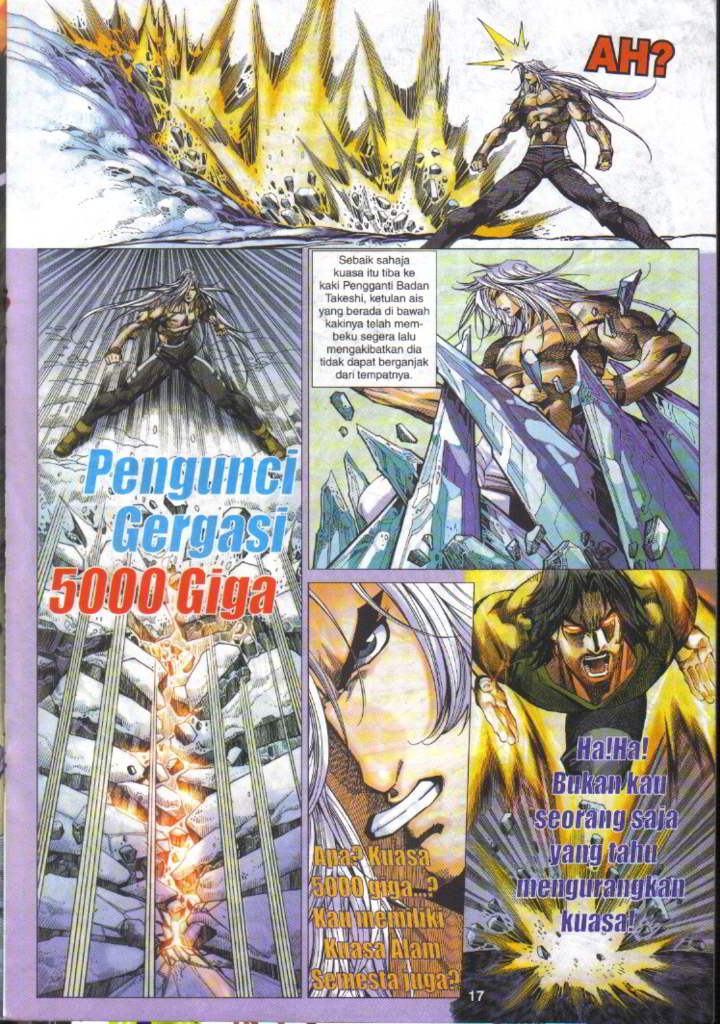 AH?
Sebaik sahaja
kuasa itu tiba ke
kaki Pengganti Badan
Takeshi, ketulan ais
yang berada di bawah
kakinya telah mem-
beku segera lalu
mengakibatkan dia
tidak dapat berganjak
dari tempatnya.
Pengunci
Gergasi
5000 Giga
Apa? Kuasa
5000 giga..?
Kau memiliki
Kuasa Alam
Semesta juga?
Ha!Ha!
Bukan kau
seorang saja
yang tahu
mengurangkan
kuasa!
17